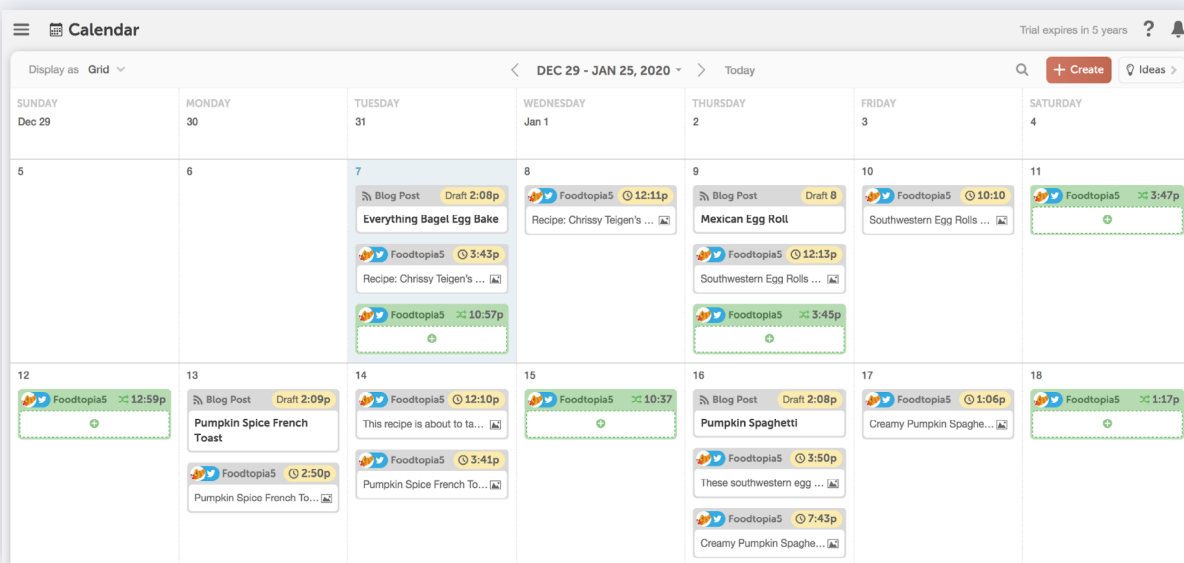 Calendar
Trial expires in 5 years ?
Display as Grid
DEC 29 - JAN 25, 2020
Today
+ Create
Ideas
SUNDAY MONDAY TUESDAY WEDNESDAY THURSDAY FRIDAY SATURDAY
Dec 29 30 31 Jan 1 2 3 4
5
6
7
Blog Post Draft 2:08p
Everything Bagel Egg Bake
Foodtopia5 3:43p
Recipe: Chrissy Teigen's ...
Foodtopia5 10:57p
8
Foodtopia5 12:11p
Recipe: Chrissy Teigen's ...
9
Blog Post Draft 8
Mexican Egg Roll
Foodtopia5 12:13p
Southwestern Egg Rolls ...
Foodtopia5 3:45p
10
Foodtopia5 10:10
Southwestern Egg Rolls ...
11
Foodtopia5 3:47p
12
Foodtopia5 12:59p
13
Blog Post Draft 2:09p
Pumpkin Spice French
Toast
Foodtopia5 2:50p
Pumpkin Spice French To...
14
Foodtopia5 12:10p
This recipe is about to ta...
Foodtopia5 3:41p
Pumpkin Spice French To...
15
Foodtopia5 10:37
16
Blog Post Draft 2:08p
Pumpkin Spaghetti
Foodtopia5 3:50p
These southwestern egg ...
Foodtopia5 7:43p
Creamy Pumpkin Spaghe...
17
Foodtopia5 1:06p
Creamy Pumpkin Spaghe...
18
Foodtopia5 1:17p